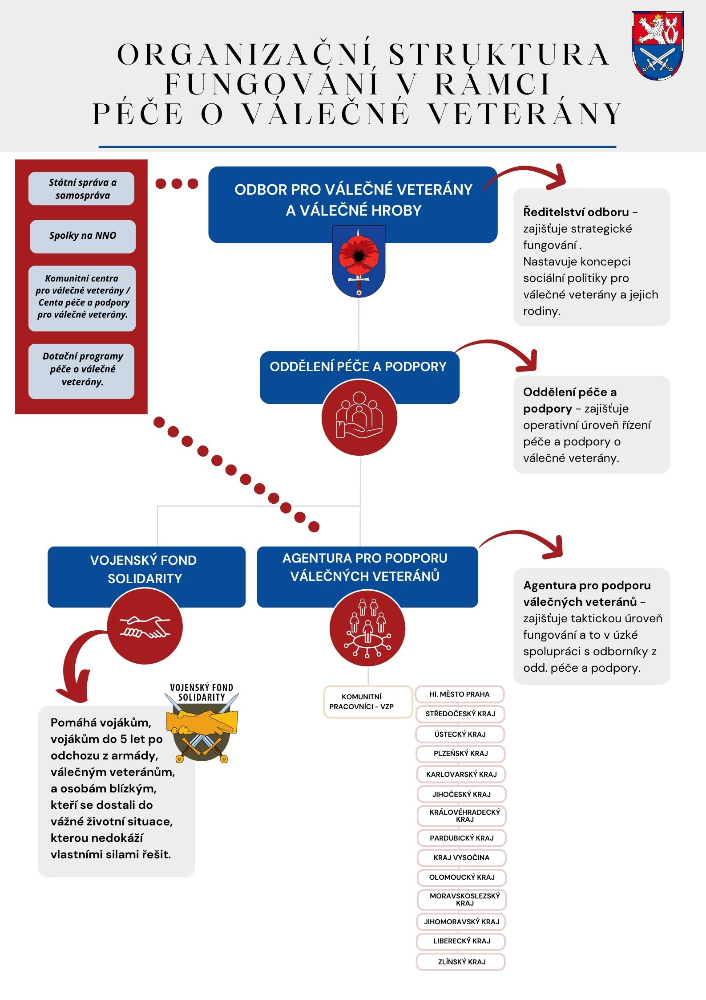 ORGANIZAČNÍ STRUKTURA
FUNGOVÁNÍ V RÁMCI
PÉČE O VÁLEČNÉ VETERÁNY
Státní správa a
samospráva
Spolky na NNO
Komunitní centra
pro válečné veterány /
Centa péče a podpory
pro válečné veterány.
Dotační programy
péče o válečné
veterány.
ODBOR PRO VÁLEČNÉ VETERÁNY
A VÁLEČNÉ HROBY
Ředitelství odboru -
zajišťuje strategické
fungování .
Nastavuje koncepci
sociální politiky pro
válečné veterány a jejich
rodiny.
ODDĚLENÍ PÉČE A PODPORY
Oddělení péče a
podpory - zajišťuje
operativní úroveň řízení
péče a podpory o
válečné veterány.
VOJENSKÝ FOND
SOLIDARITY
AGENTURA PRO PODPORU
VÁLEČNÝCH VETERÁNŮ
Agentura pro podporu
válečných veteránů -
zajišťuje taktickou úroveň
fungování a to v úzké
spolupráci s odborníky z
odd. péče a podpory.
VOJENSKÝ FOND
SOLIDARITY
Pomáhá vojákům,
vojákům do 5 let po
odchozu z armády,
válečným veteránům,
a osobám blízkým,
kteří se dostali do
vážné životní situace,
kterou nedokáží
vlastními silami řešit.
KOMUNITNÍ
PRACOVNÍCI - VZP
Hl. MĚSTO PRAHA
STŘEDOČESKÝ KRAJ
ÚSTECKÝ KRAJ
PLZEŇSKÝ KRAJ
KARLOVARSKÝ KRAJ
JIHOČESKÝ KRAJ
KRÁLOVÉHRADECKÝ
KRAJ
PARDUBICKÝ KRAJ
KRAJ VYSOČINA
OLOMOUCKÝ KRAJ
MORAVSKOSLEZSKÝ
KRAJ
JIHOMORAVSKÝ KRAJ
LIBERECKÝ KRAJ
ZLÍNSKÝ KRAJ